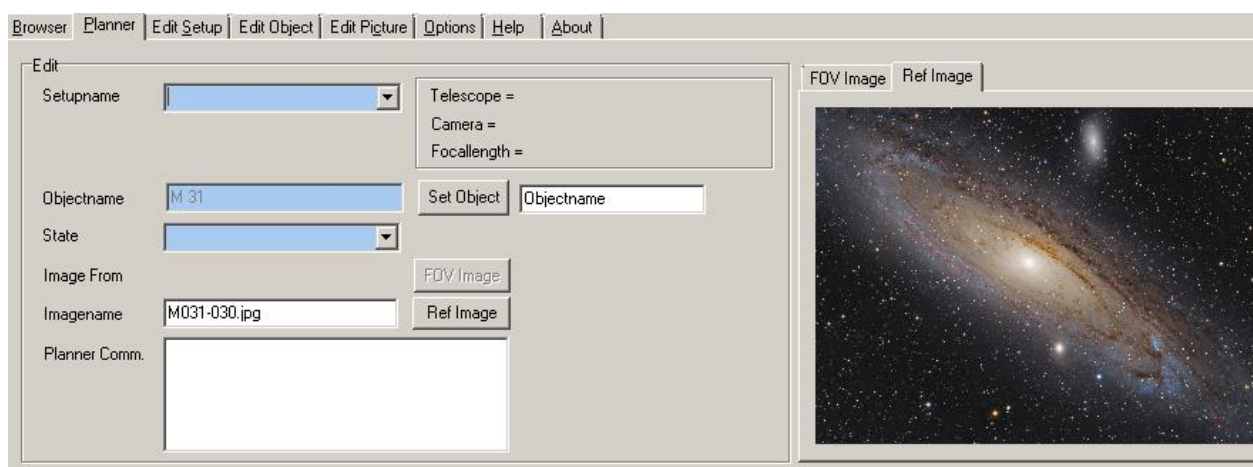 Browser Planner Edit Setup Edit Object Edit Picture Options Help About
Edit
FOV Image Ref Image
Setupname
Telescope =
Camera =
Focallength =
Objectname M 31 Set Object Objectname
State
Image From FOV Image
Imagename M031-030.jpg Ref Image
Planner Comm.